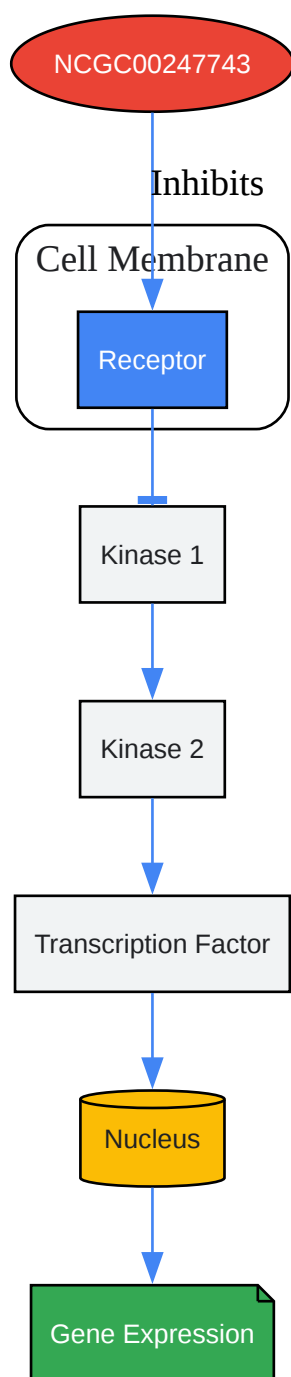 NCGC00247743
Inhibits
Cell Membrane
Receptor
Kinase 1
Kinase 2
Transcription Factor
Nucleus
Gene Expression